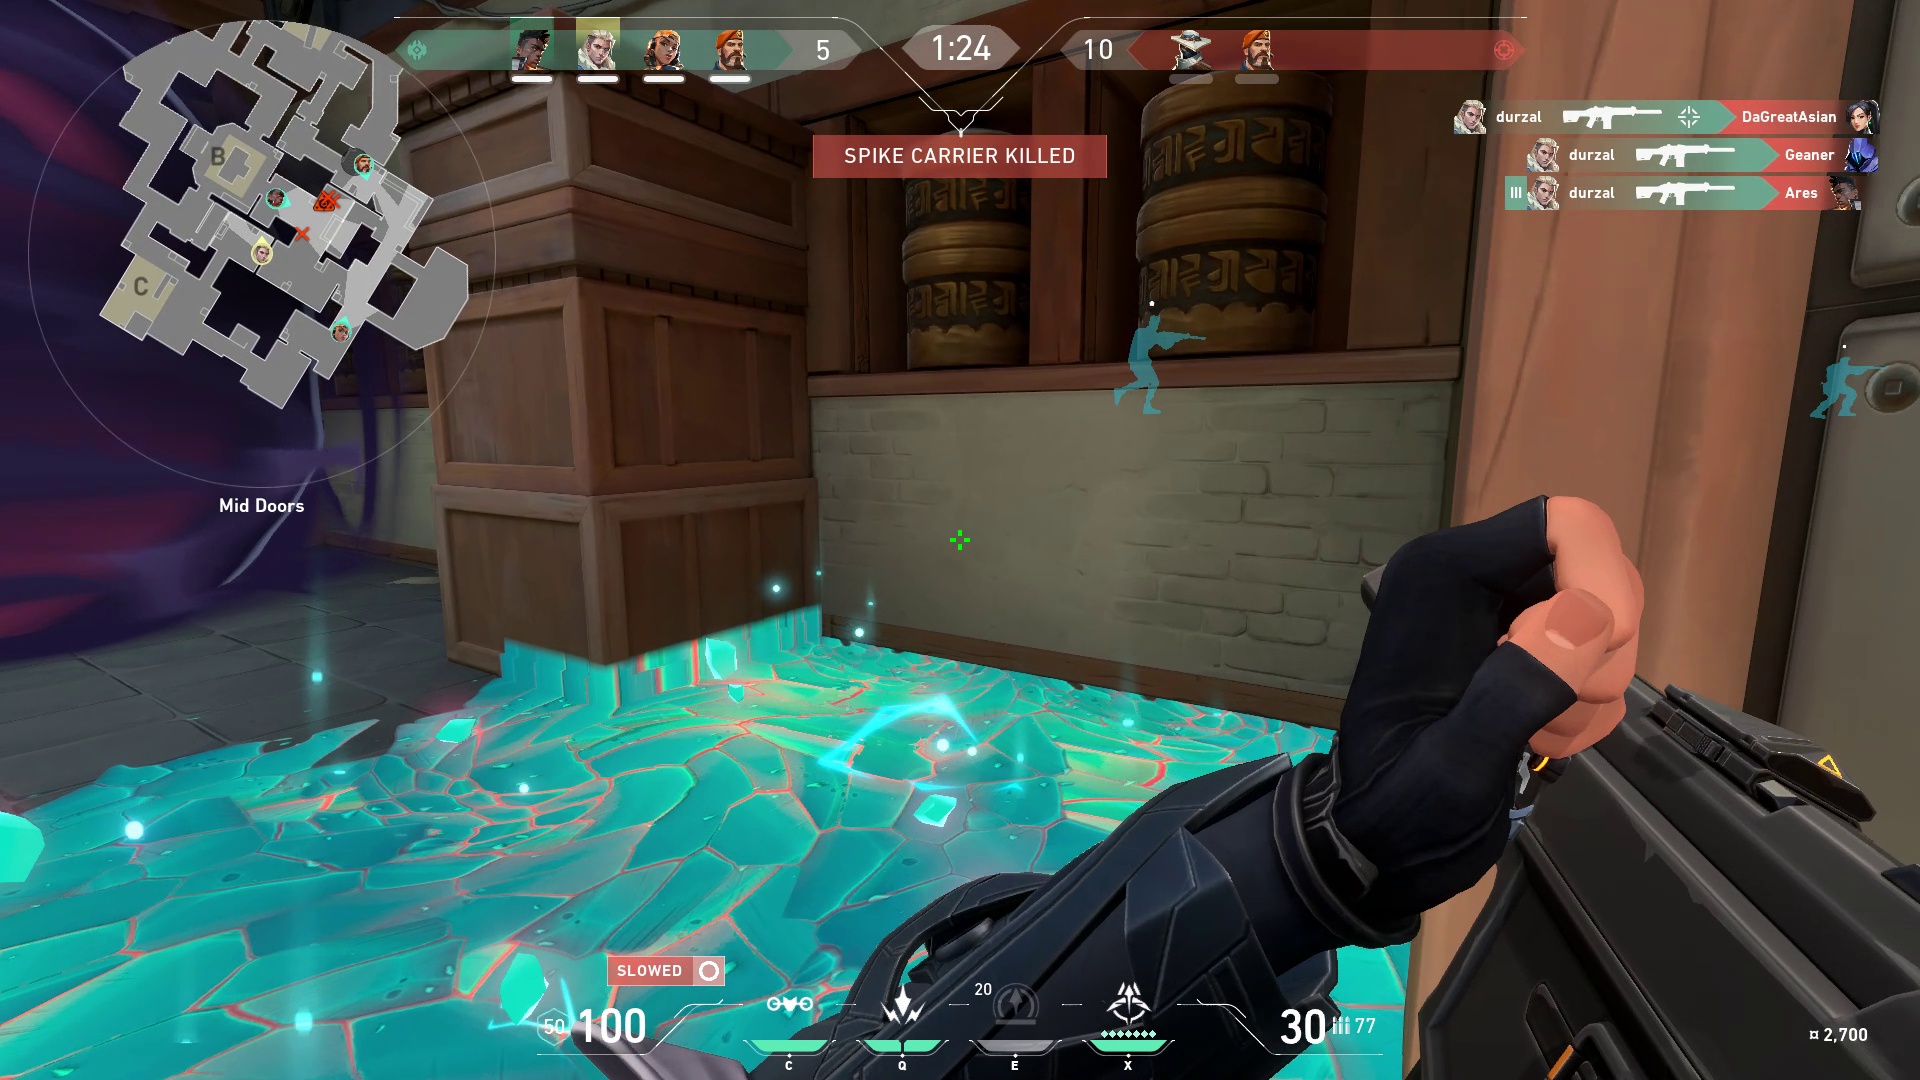 5
1:24
10
SPIKE CARRIER KILLED
durzal DaGreatAsian
durzal Geaner
durzal Ares
B
C
Mid Doors
SLOWED
50 100
20
C
Q
E
X
30 77
¤ 2,700